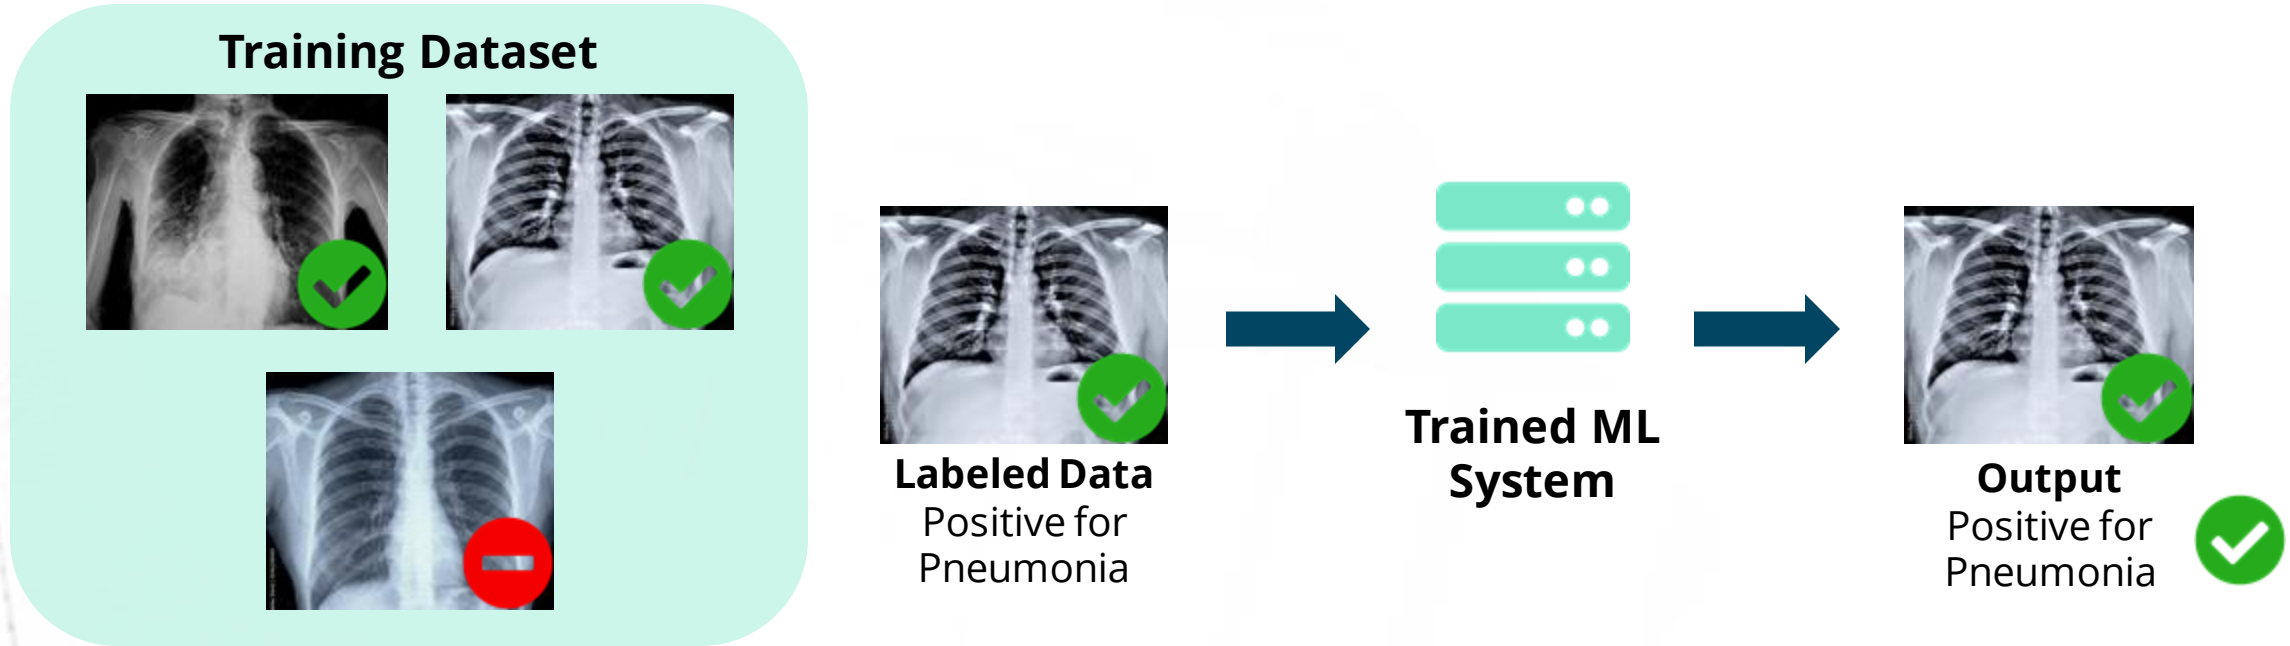 Training Dataset
Labeled Data
Positive for
Pneumonia
Trained ML
System
Output
Positive for
Pneumonia